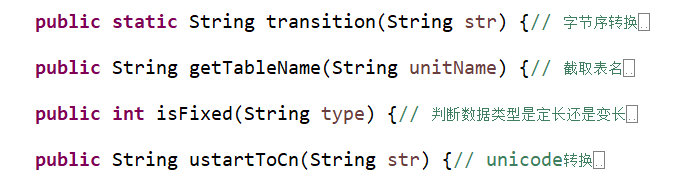 public static String transition(String str) {// 字节序转换
public String getTableName(String unitName) {// 截取表名
public int isFixed(String type) {// 判断数据类型是定长还是变长
public String ustartToCn(String str) {// unicode转换